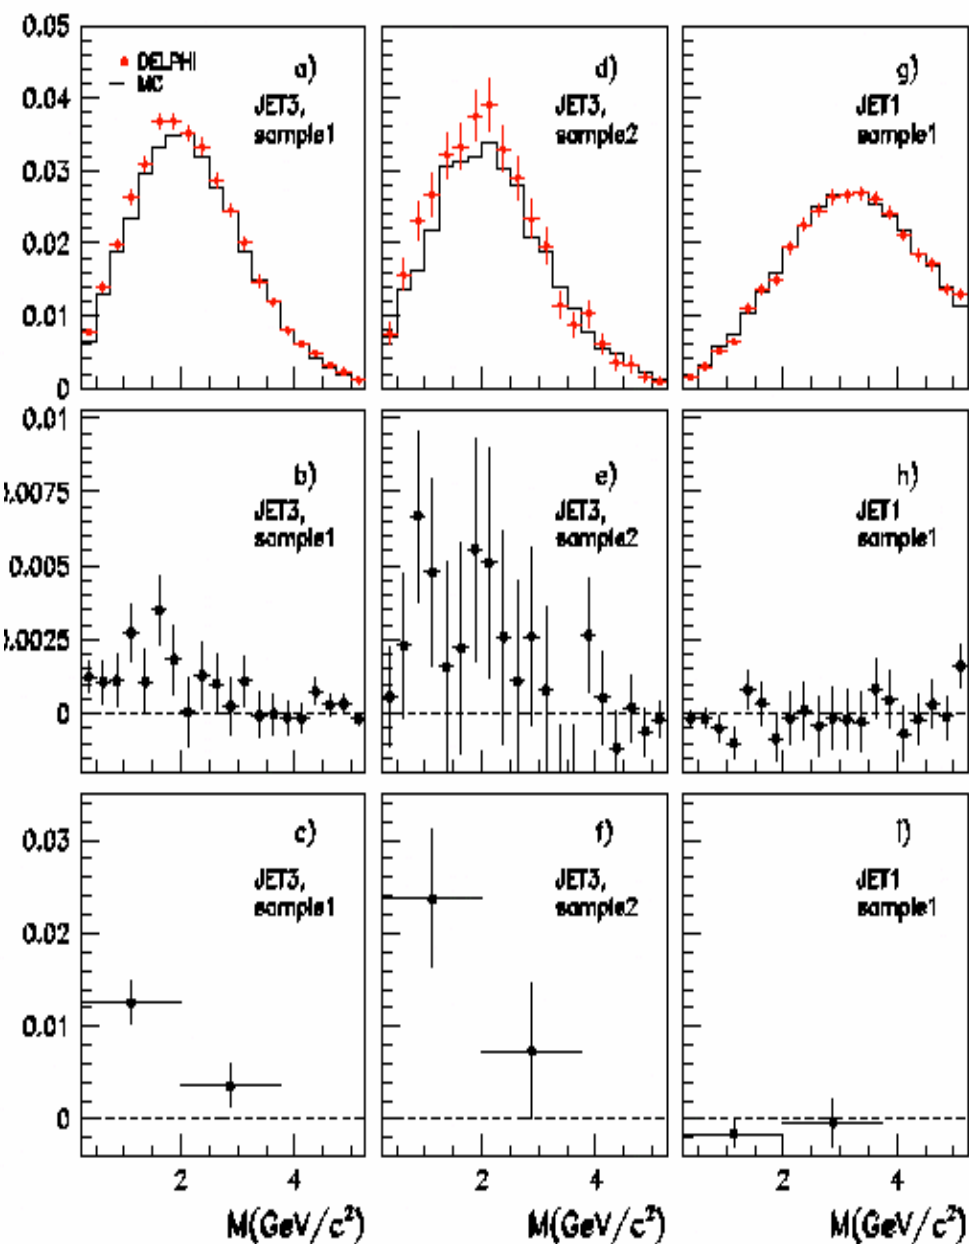 0.05
DELPHI
MC
a)
JET3,
sample1
d)
JET3,
sample2
g)
JET1
sample1
0.04
0.03
0.02
0.01
0
0.01
b)
JET3,
sample1
e)
JET3,
sample2
h)
JET1
sample1
.0075
0.005
.0025
0
c)
JET3,
sample1
f)
JET3,
sample2
i)
JET1
sample1
0.03
0.02
0.01
0
2 4 2 4 2 4
M(GeV/c²) M(GeV/c²) M(GeV/c²)